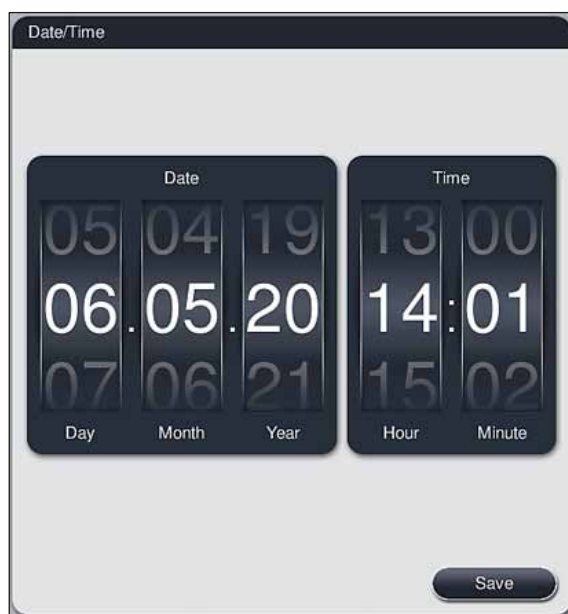 Date/Time
Date Time
05 04 19 13 00
06.05.20 14:01
07 06 21 15 02
Day Month Year Hour Minute
Save